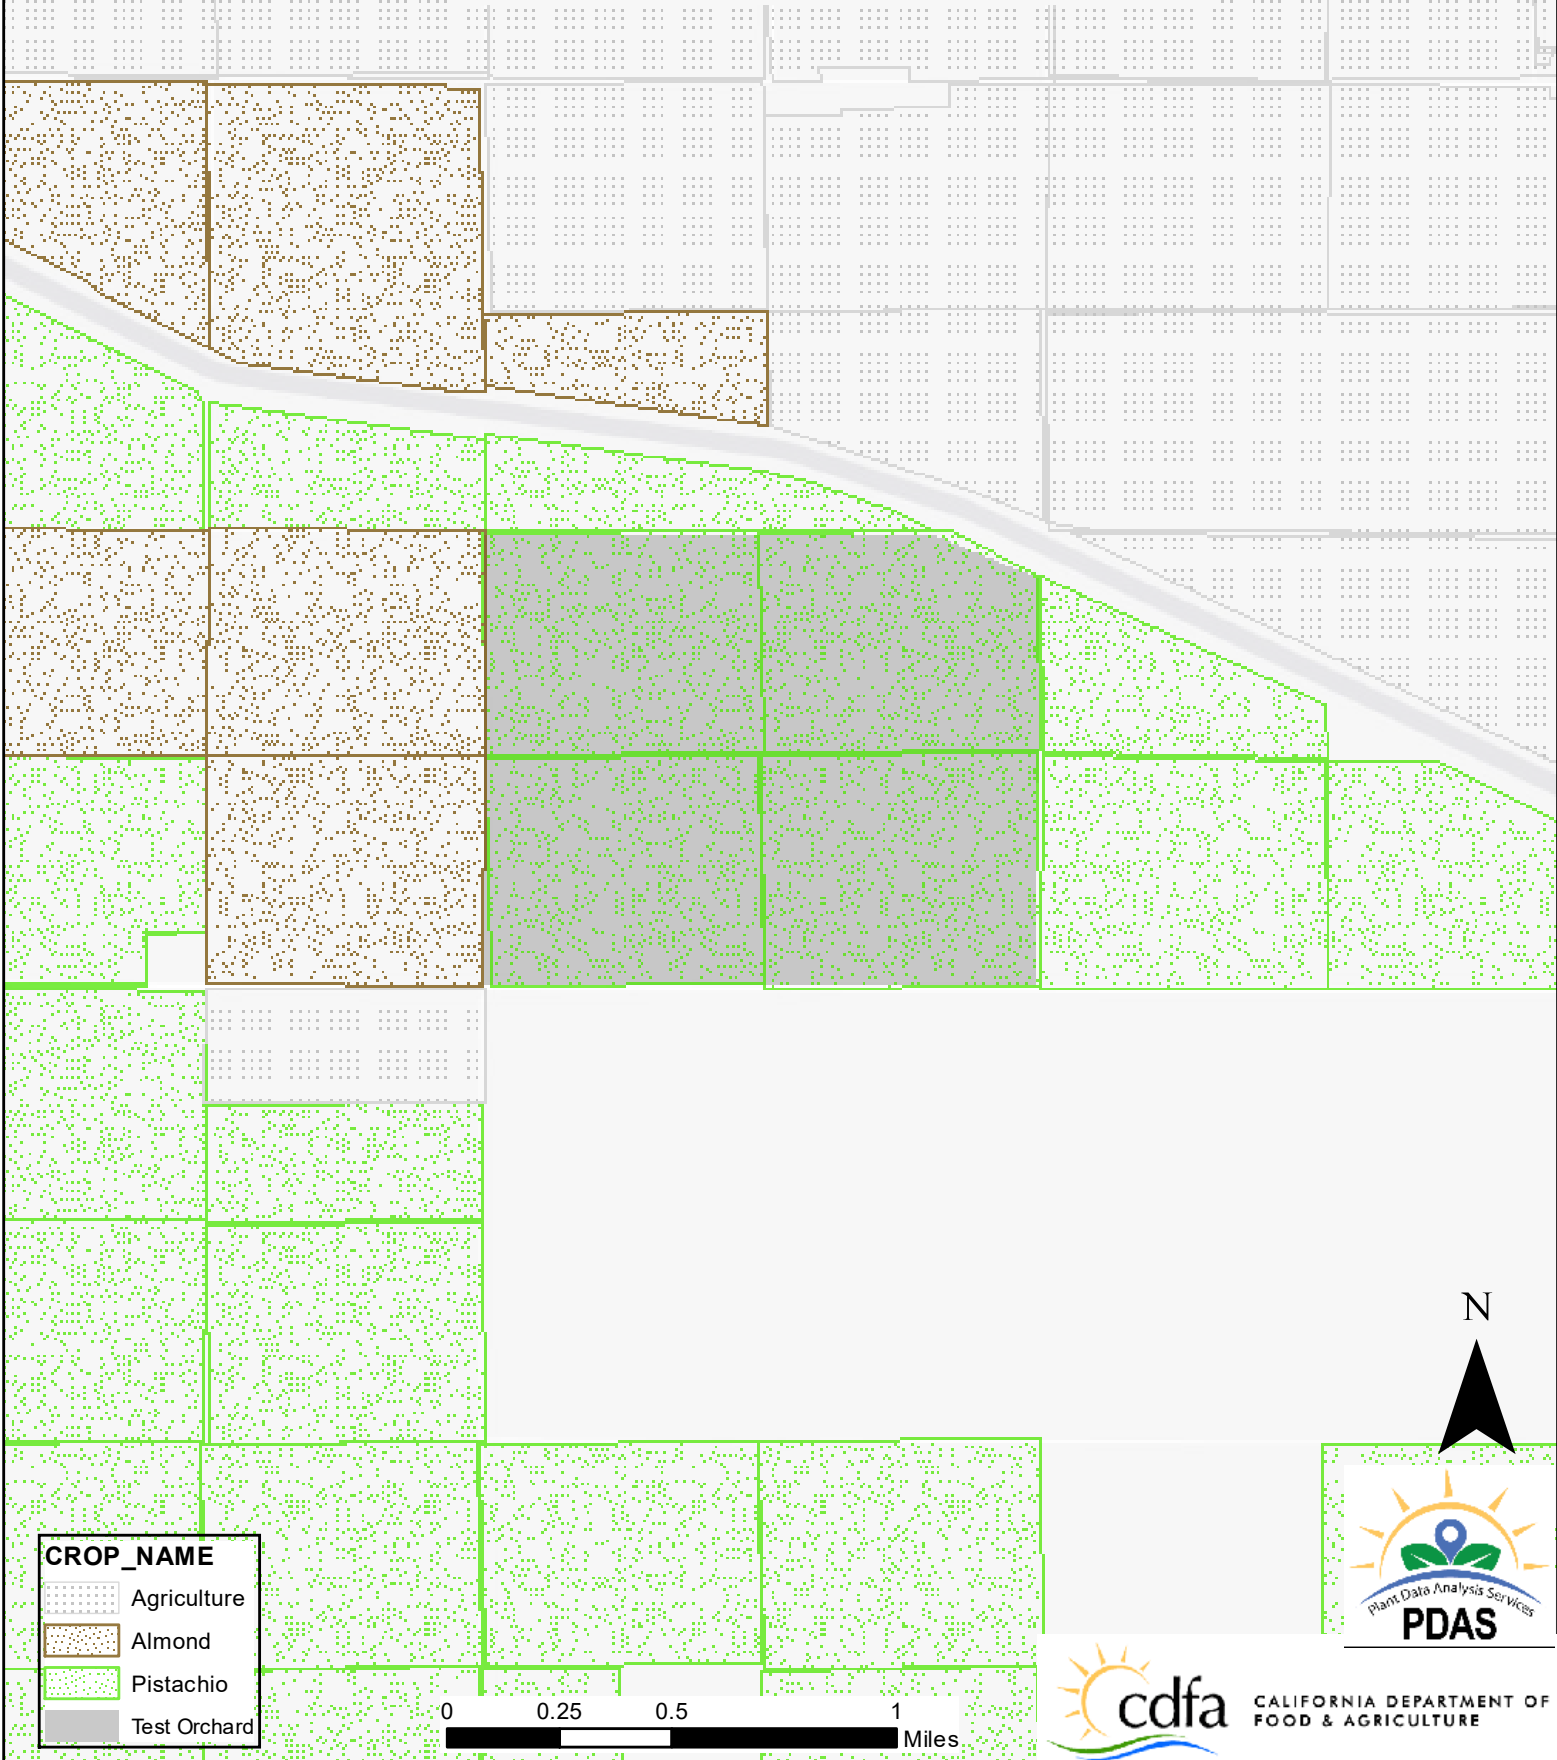 N
Plant Data Analysis Services
PDAS
CROP_NAME
Agriculture
Almond
Pistachio
Test Orchard
0 0.25 0.5 1
Miles
cdfa
CALIFORNIA DEPARTMENT OF
FOOD & AGRICULTURE